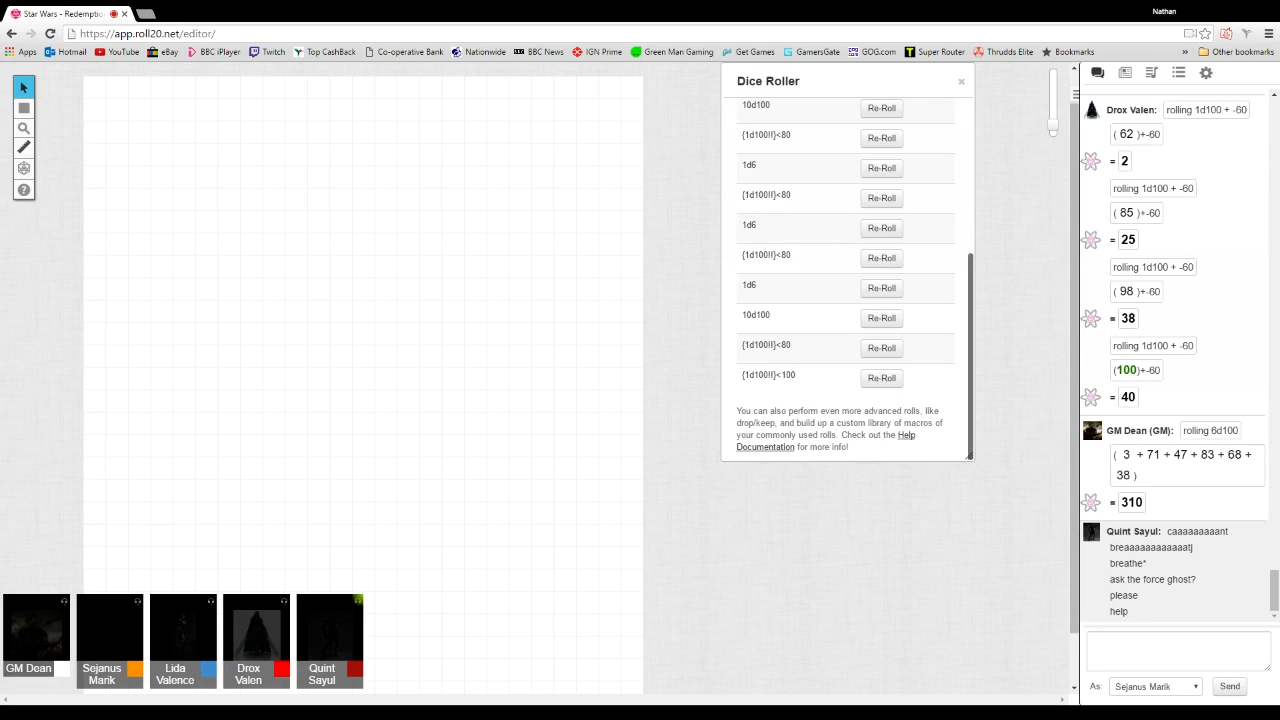 Nathan
Star Wars - Redemption
https://app.roll20.net/editor/
Apps Hotmail YouTube eBay BBC iPlayer Twitch Top CashBack Co-operative Bank Nationwide BBC News IGN Prime Green Man Gaming Get Games GamersGate GOG.com Super Router Thrudds Elite Bookmarks » Other bookmarks
Dice Roller
10d100 Re-Roll
{1d100!!}<80 Re-Roll
1d6 Re-Roll
{1d100!!}<80 Re-Roll
1d6 Re-Roll
{1d100!!}<80 Re-Roll
1d6 Re-Roll
10d100 Re-Roll
{1d100!!}<80 Re-Roll
{1d100!!}<100 Re-Roll
You can also perform even more advanced rolls, like
drop/keep, and build up a custom library of macros of
your commonly used rolls. Check out the Help
Documentation for more info!
Drox Valen: rolling 1d100 + -60
( 62 )+-60
= 2
rolling 1d100 + -60
( 85 )+-60
= 25
rolling 1d100 + -60
( 98 )+-60
= 38
rolling 1d100 + -60
(100)+-60
= 40
GM Dean (GM): rolling 6d100
( 3 + 71 + 47 + 83 + 68 +
38 )
= 310
Quint Sayul: caaaaaaaaant
breaaaaaaaaaaatj
breathe*
ask the force ghost?
please
help
As: Sejanus Marik Send
GM Dean
Sejanus
Marik
Lida
Valence
Drox
Valen
Quint
Sayul